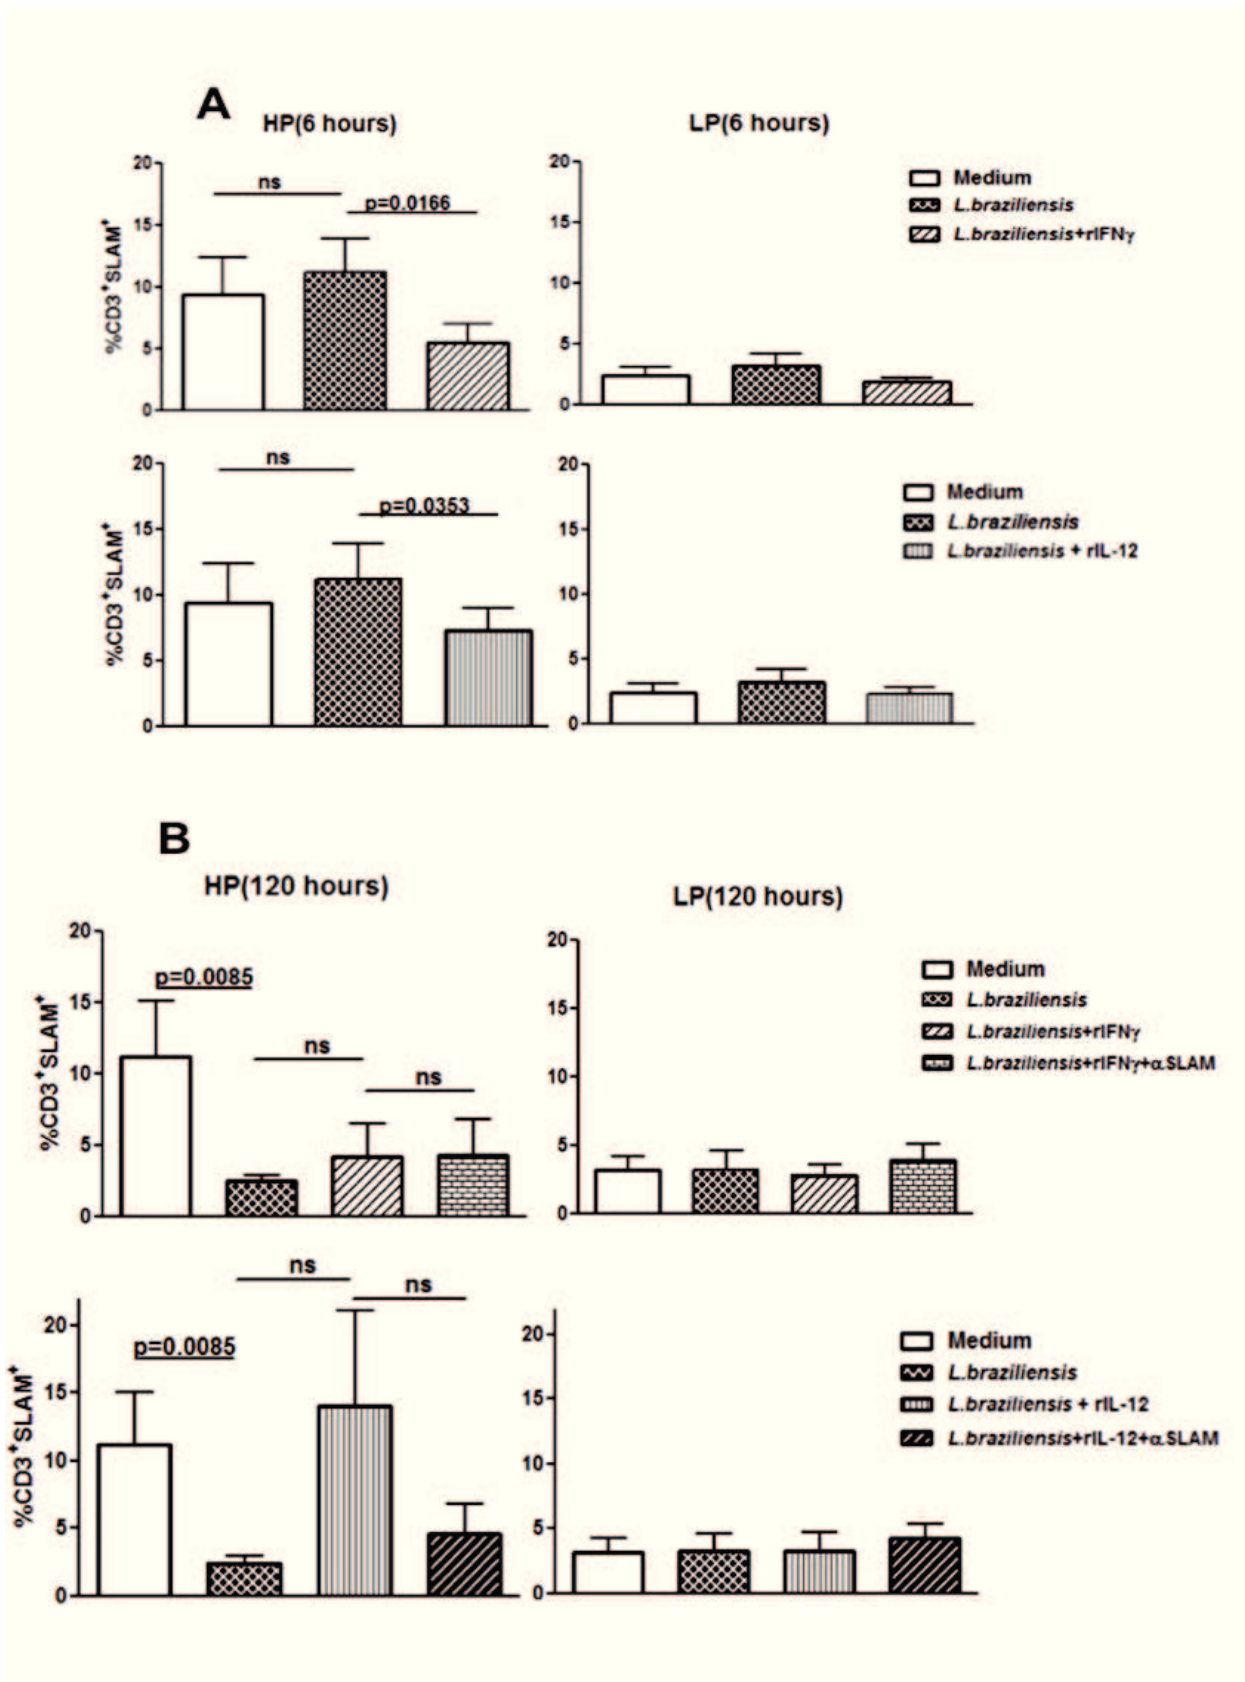 A
HP(6 hours)
LP(6 hours)
%CD3+SLAM+
20
15
10
5
0
ns
p=0.0166
20
15
10
5
0
Medium
L.braziliensis
L.braziliensis+rIFNγ
%CD3+SLAM+
20
15
10
5
0
ns
p=0.0353
20
15
10
5
0
Medium
L.braziliensis
L.braziliensis + rIL-12
B
HP(120 hours)
LP(120 hours)
%CD3+SLAM+
20
15
10
5
0
p=0.0085
ns
ns
20
15
10
5
0
Medium
L.braziliensis
L.braziliensis+rIFNγ
L.braziliensis+rIFNγ+α.SLAM
%CD3+SLAM+
20
15
10
5
0
p=0.0085
ns
ns
20
15
10
5
0
Medium
L.braziliensis
L.braziliensis + rIL-12
L.braziliensis+rIL-12+α.SLAM